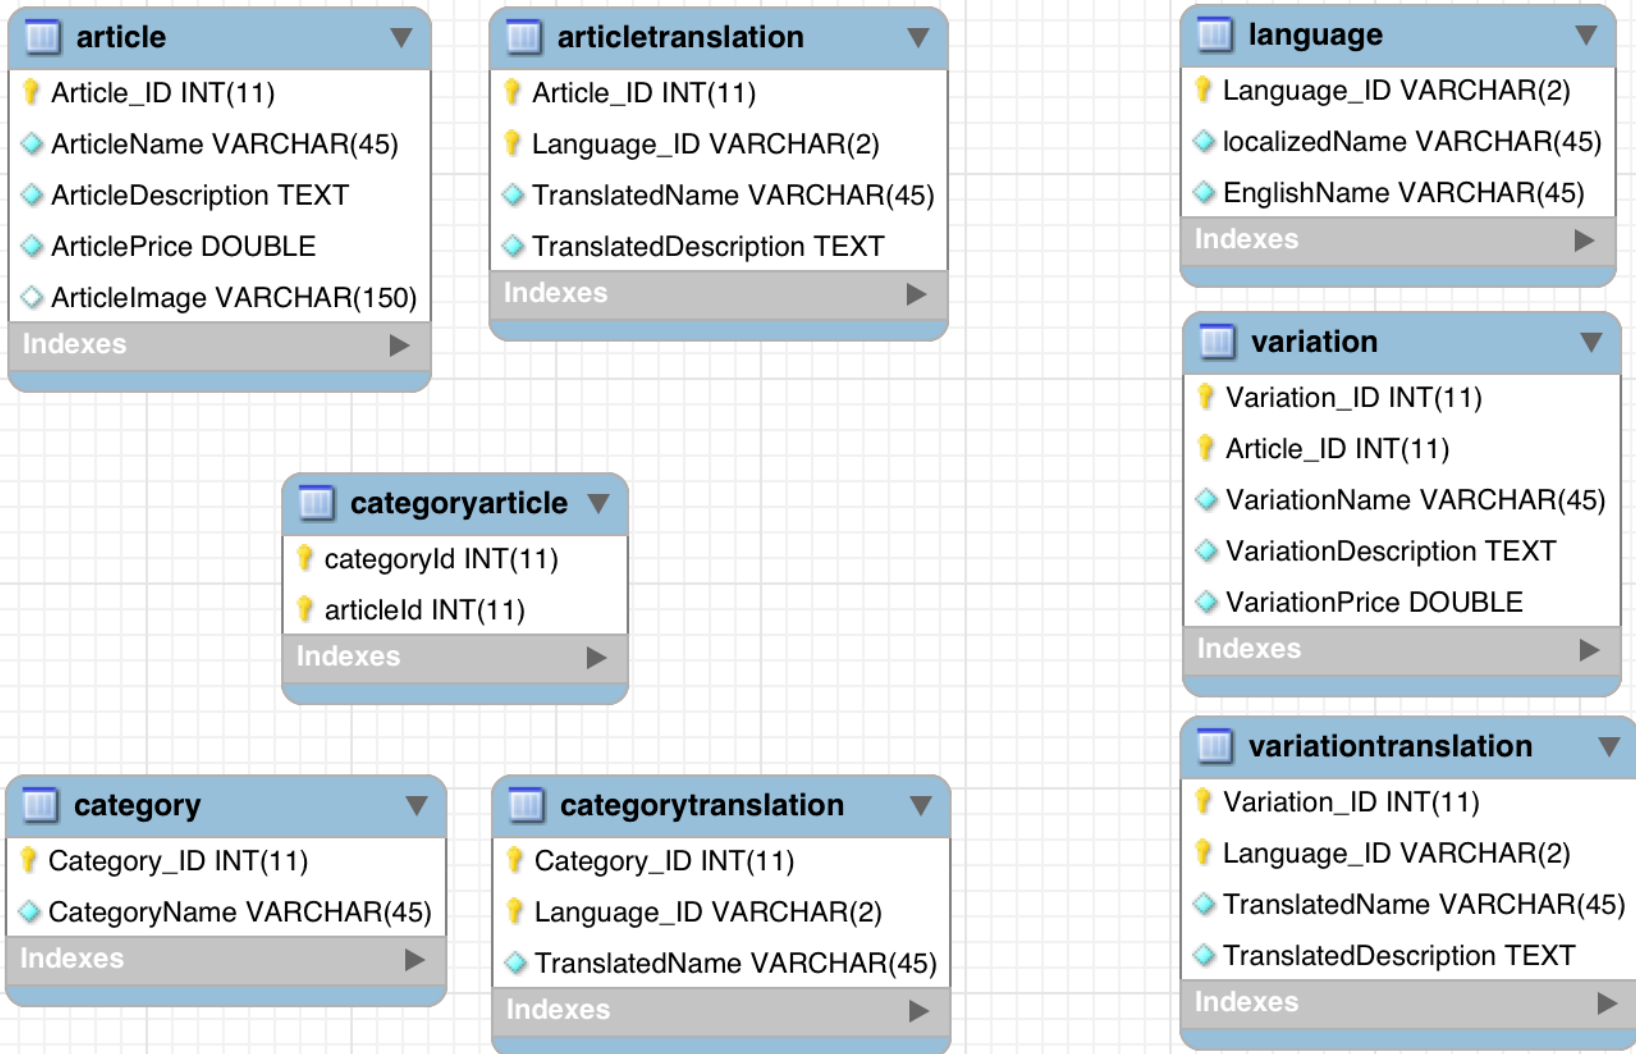 article
Article_ID INT(11)
ArticleName VARCHAR(45)
ArticleDescription TEXT
ArticlePrice DOUBLE
ArticleImage VARCHAR(150)
Indexes
articletranslation
Article_ID INT(11)
Language_ID VARCHAR(2)
TranslatedName VARCHAR(45)
TranslatedDescription TEXT
Indexes
language
Language_ID VARCHAR(2)
localizedName VARCHAR(45)
EnglishName VARCHAR(45)
Indexes
variation
Variation_ID INT(11)
Article_ID INT(11)
VariationName VARCHAR(45)
VariationDescription TEXT
VariationPrice DOUBLE
Indexes
categoryarticle
categoryId INT(11)
articleId INT(11)
Indexes
category
Category_ID INT(11)
CategoryName VARCHAR(45)
Indexes
categorytranslation
Category_ID INT(11)
Language_ID VARCHAR(2)
TranslatedName VARCHAR(45)
Indexes
variationtranslation
Variation_ID INT(11)
Language_ID VARCHAR(2)
TranslatedName VARCHAR(45)
TranslatedDescription TEXT
Indexes